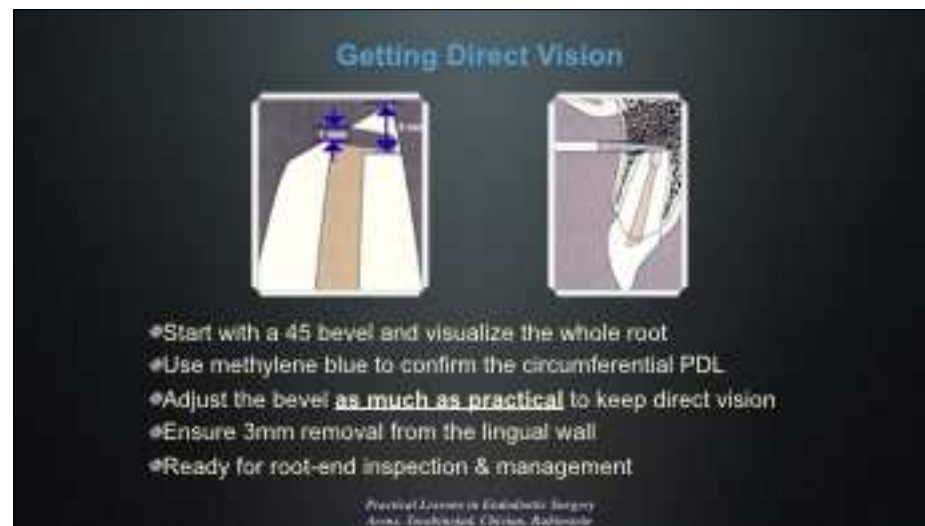 Getting Direct Vision
Start with a 45 bevel and visualize the whole root
Use methylene blue to confirm the circumferential PDL
Adjust the bevel as much as practical to keep direct vision
Ensure 3mm removal from the lingual wall
Ready for root-end inspection & management
Practical Lessons in Endodontic Surgery